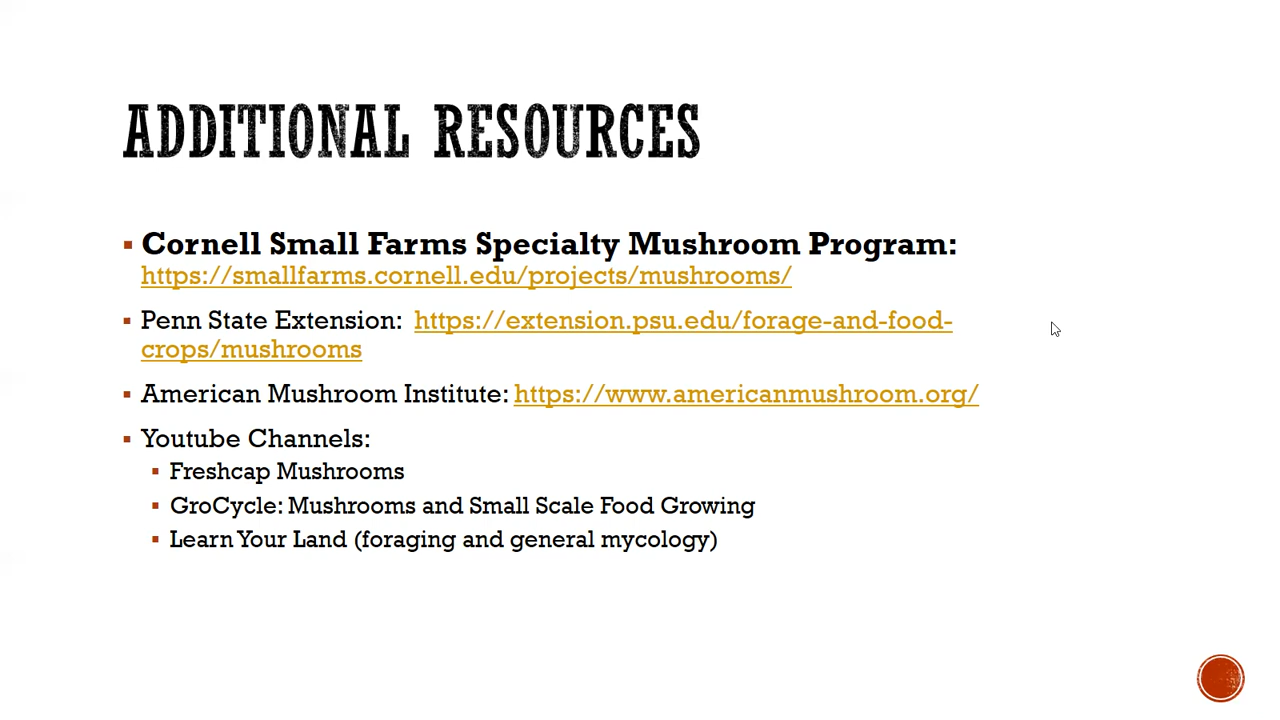 ADDITIONAL RESOURCES
Cornell Small Farms Specialty Mushroom Program:
https://smallfarms.cornell.edu/projects/mushrooms/
Penn State Extension: https://extension.psu.edu/forage-and-food-
crops/mushrooms
American Mushroom Institute: https://www.americanmushroom.org/
Youtube Channels:
Freshcap Mushrooms
GroCycle: Mushrooms and Small Scale Food Growing
Learn Your Land (foraging and general mycology)